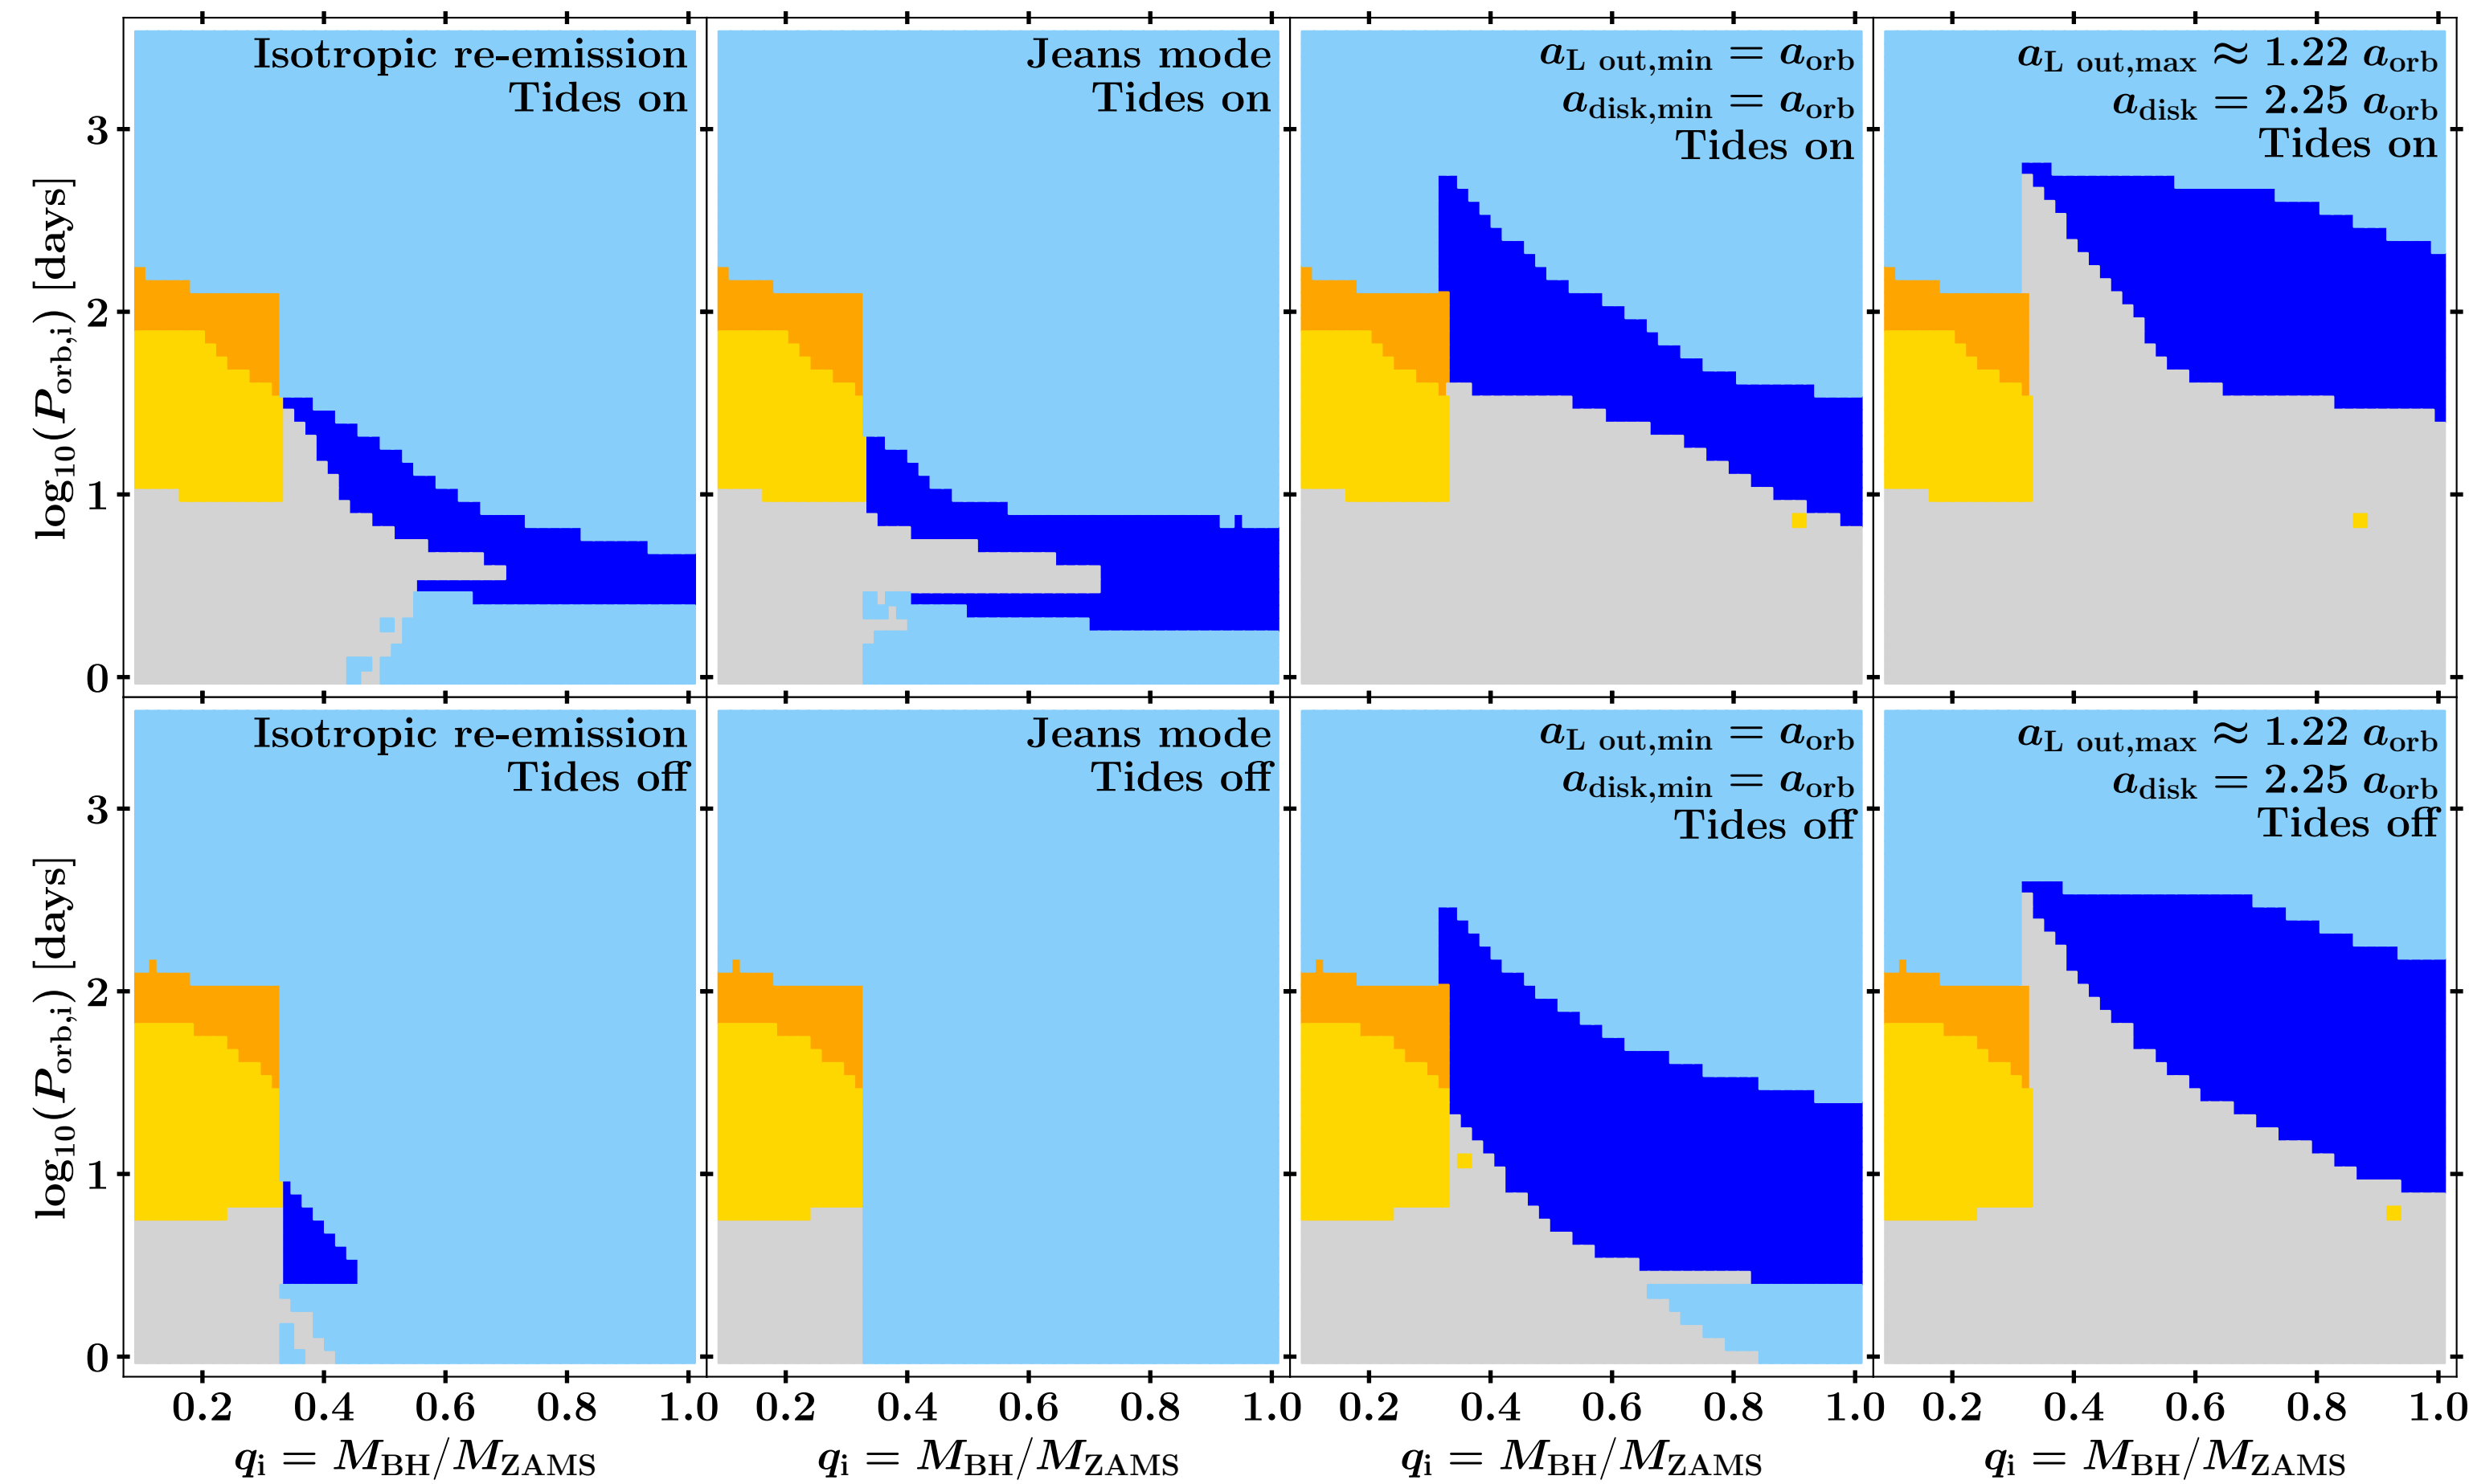 Isotropic re-emission
Tides on
Jeans mode
Tides on
a_L out,min = a_orb
a_disk,min = a_orb
Tides on
a_L out,max ≈ 1.22 a_orb
a_disk = 2.25 a_orb
Tides on
log₁₀(P_orb,i) [days]
3
2
1
0
Isotropic re-emission
Tides off
Jeans mode
Tides off
a_L out,min = a_orb
a_disk,min = a_orb
Tides off
a_L out,max ≈ 1.22 a_orb
a_disk = 2.25 a_orb
Tides off
log₁₀(P_orb,i) [days]
3
2
1
0
0.2 0.4 0.6 0.8 1.0 0.2 0.4 0.6 0.8 1.0 0.2 0.4 0.6 0.8 1.0 0.2 0.4 0.6 0.8 1.0
q_i = M_BH/M_ZAMS q_i = M_BH/M_ZAMS q_i = M_BH/M_ZAMS q_i = M_BH/M_ZAMS